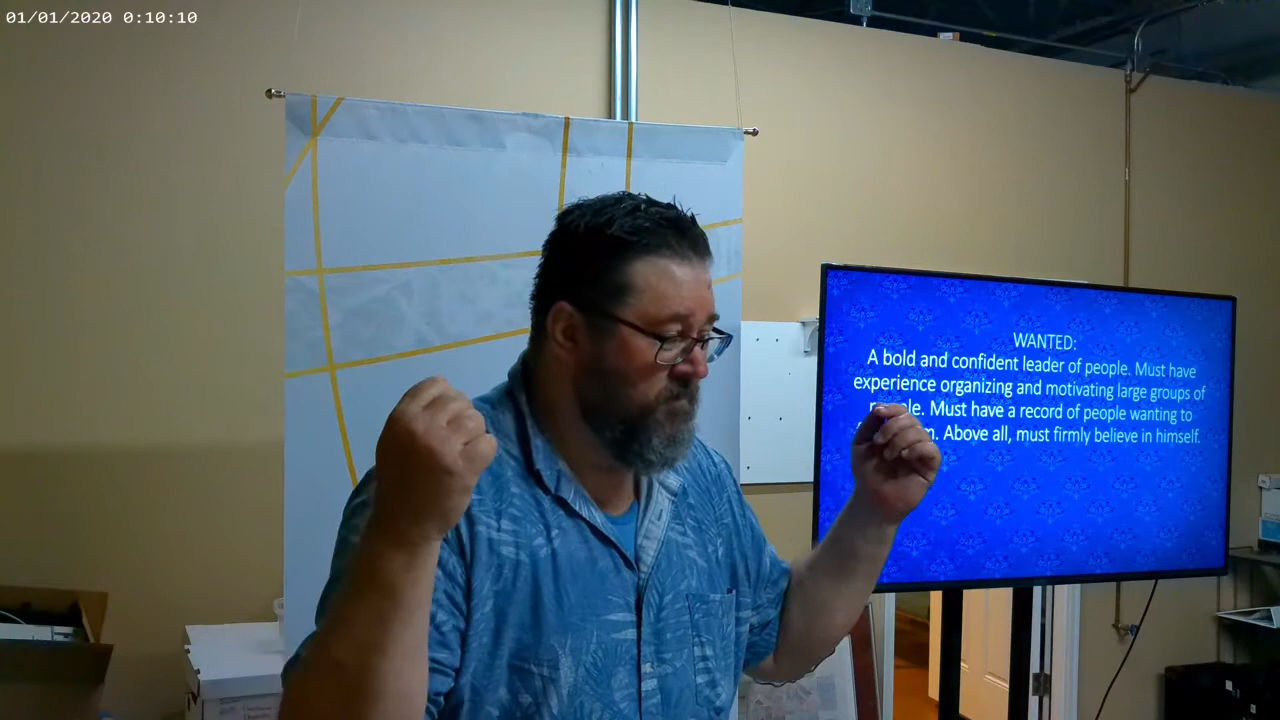 01/01/2020 0:10:10
WANTED:
A bold and confident leader of people. Must have
experience organizing and motivating large groups of
Must have a record of people wanting to
Above all, must firmly believe in himself.